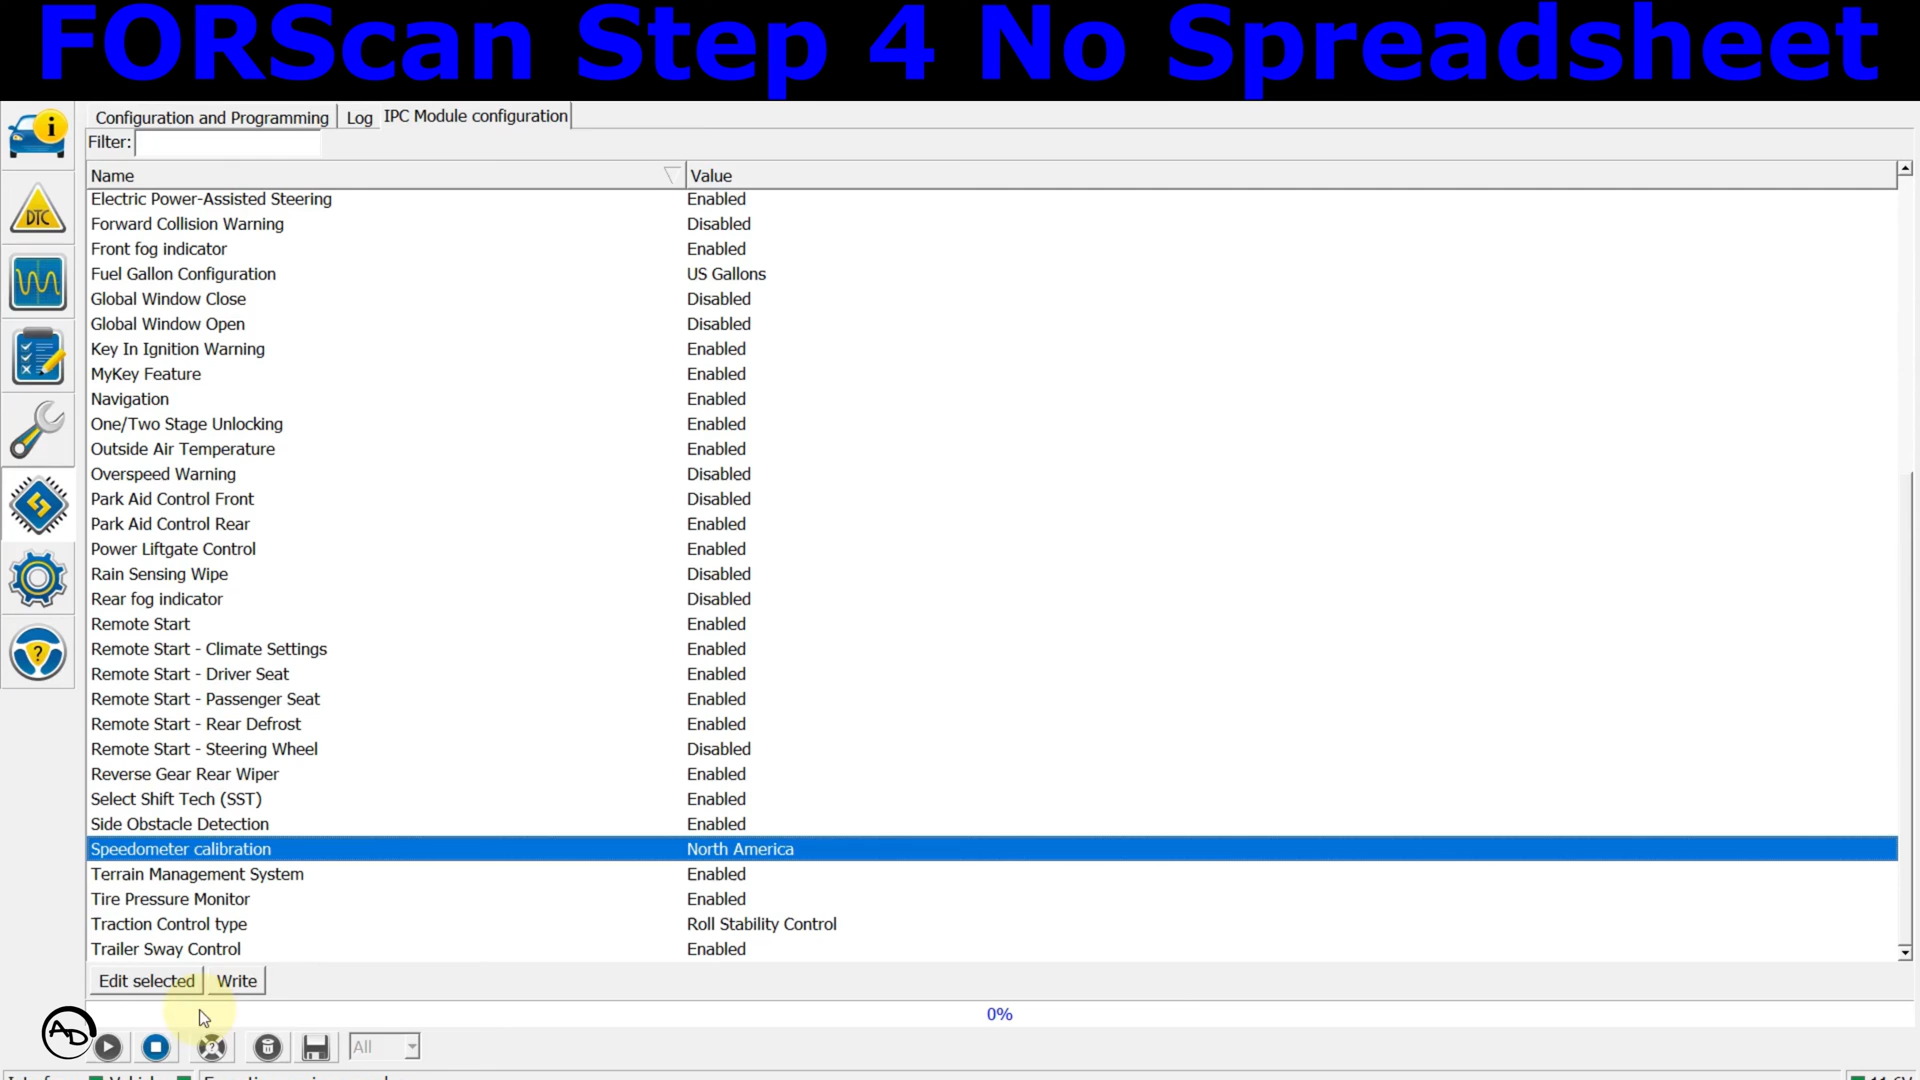 FORScan Step 4 No Spreadsheet
Configuration and Programming Log IPC Module configuration
Filter:
Name Value
Electric Power-Assisted Steering Enabled
Forward Collision Warning Disabled
Front fog indicator Enabled
Fuel Gallon Configuration US Gallons
Global Window Close Disabled
Global Window Open Disabled
Key In Ignition Warning Enabled
MyKey Feature Enabled
Navigation Enabled
One/Two Stage Unlocking Enabled
Outside Air Temperature Enabled
Overspeed Warning Disabled
Park Aid Control Front Disabled
Park Aid Control Rear Enabled
Power Liftgate Control Enabled
Rain Sensing Wipe Disabled
Rear fog indicator Disabled
Remote Start Enabled
Remote Start - Climate Settings Enabled
Remote Start - Driver Seat Enabled
Remote Start - Passenger Seat Enabled
Remote Start - Rear Defrost Enabled
Remote Start - Steering Wheel Disabled
Reverse Gear Rear Wiper Enabled
Select Shift Tech (SST) Enabled
Side Obstacle Detection Enabled
Speedometer calibration North America
Terrain Management System Enabled
Tire Pressure Monitor Enabled
Traction Control type Roll Stability Control
Trailer Sway Control Enabled
Edit selected Write
0%
All
DTC
i
?
AD